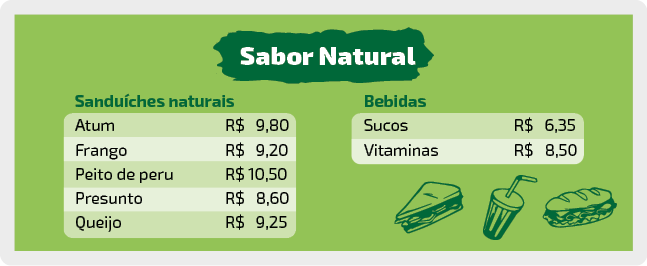 Sabor Natural
Sanduíches naturais
Atum R$ 9,80
Frango R$ 9,20
Peito de peru R$ 10,50
Presunto R$ 8,60
Queijo R$ 9,25
Bebidas
Sucos R$ 6,35
Vitaminas R$ 8,50